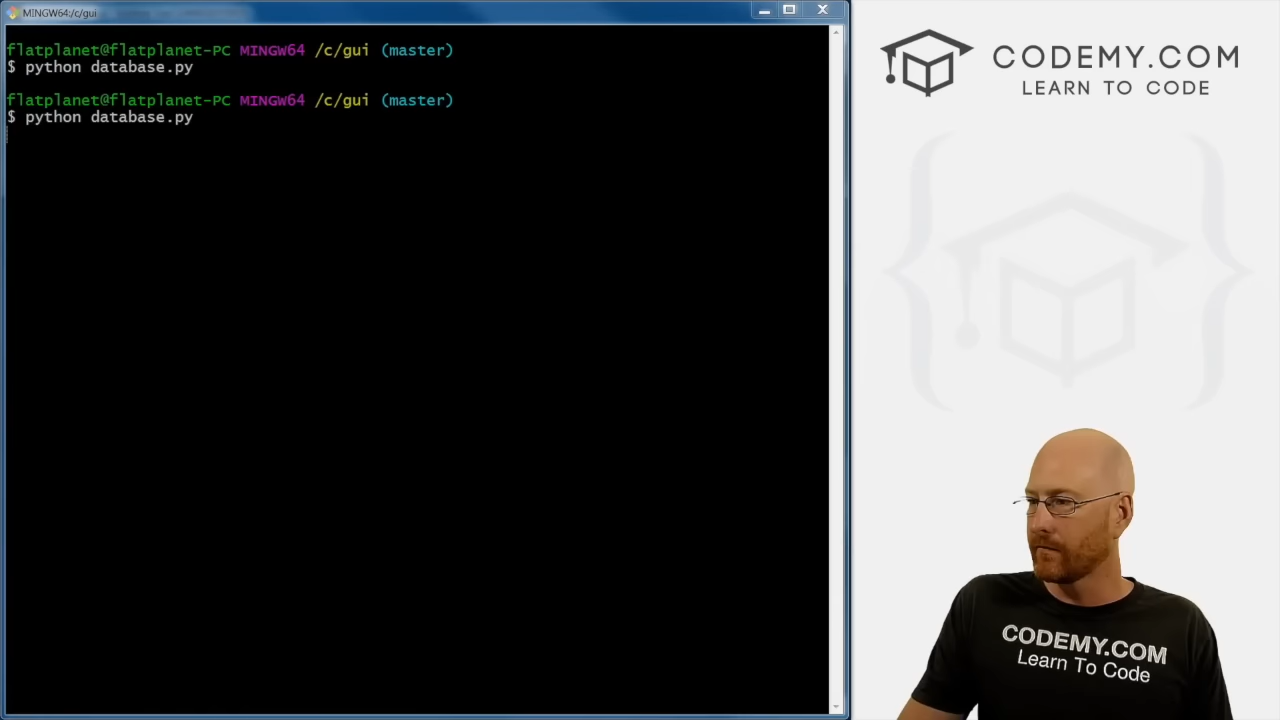 MINGW64:/c/gui
flatplanet@flatplanet-PC MINGW64 /c/gui (master)
$ python database.py
flatplanet@flatplanet-PC MINGW64 /c/gui (master)
$ python database.py
CODEMY.COM
LEARN TO CODE
CODEMY.COM
Learn To Code